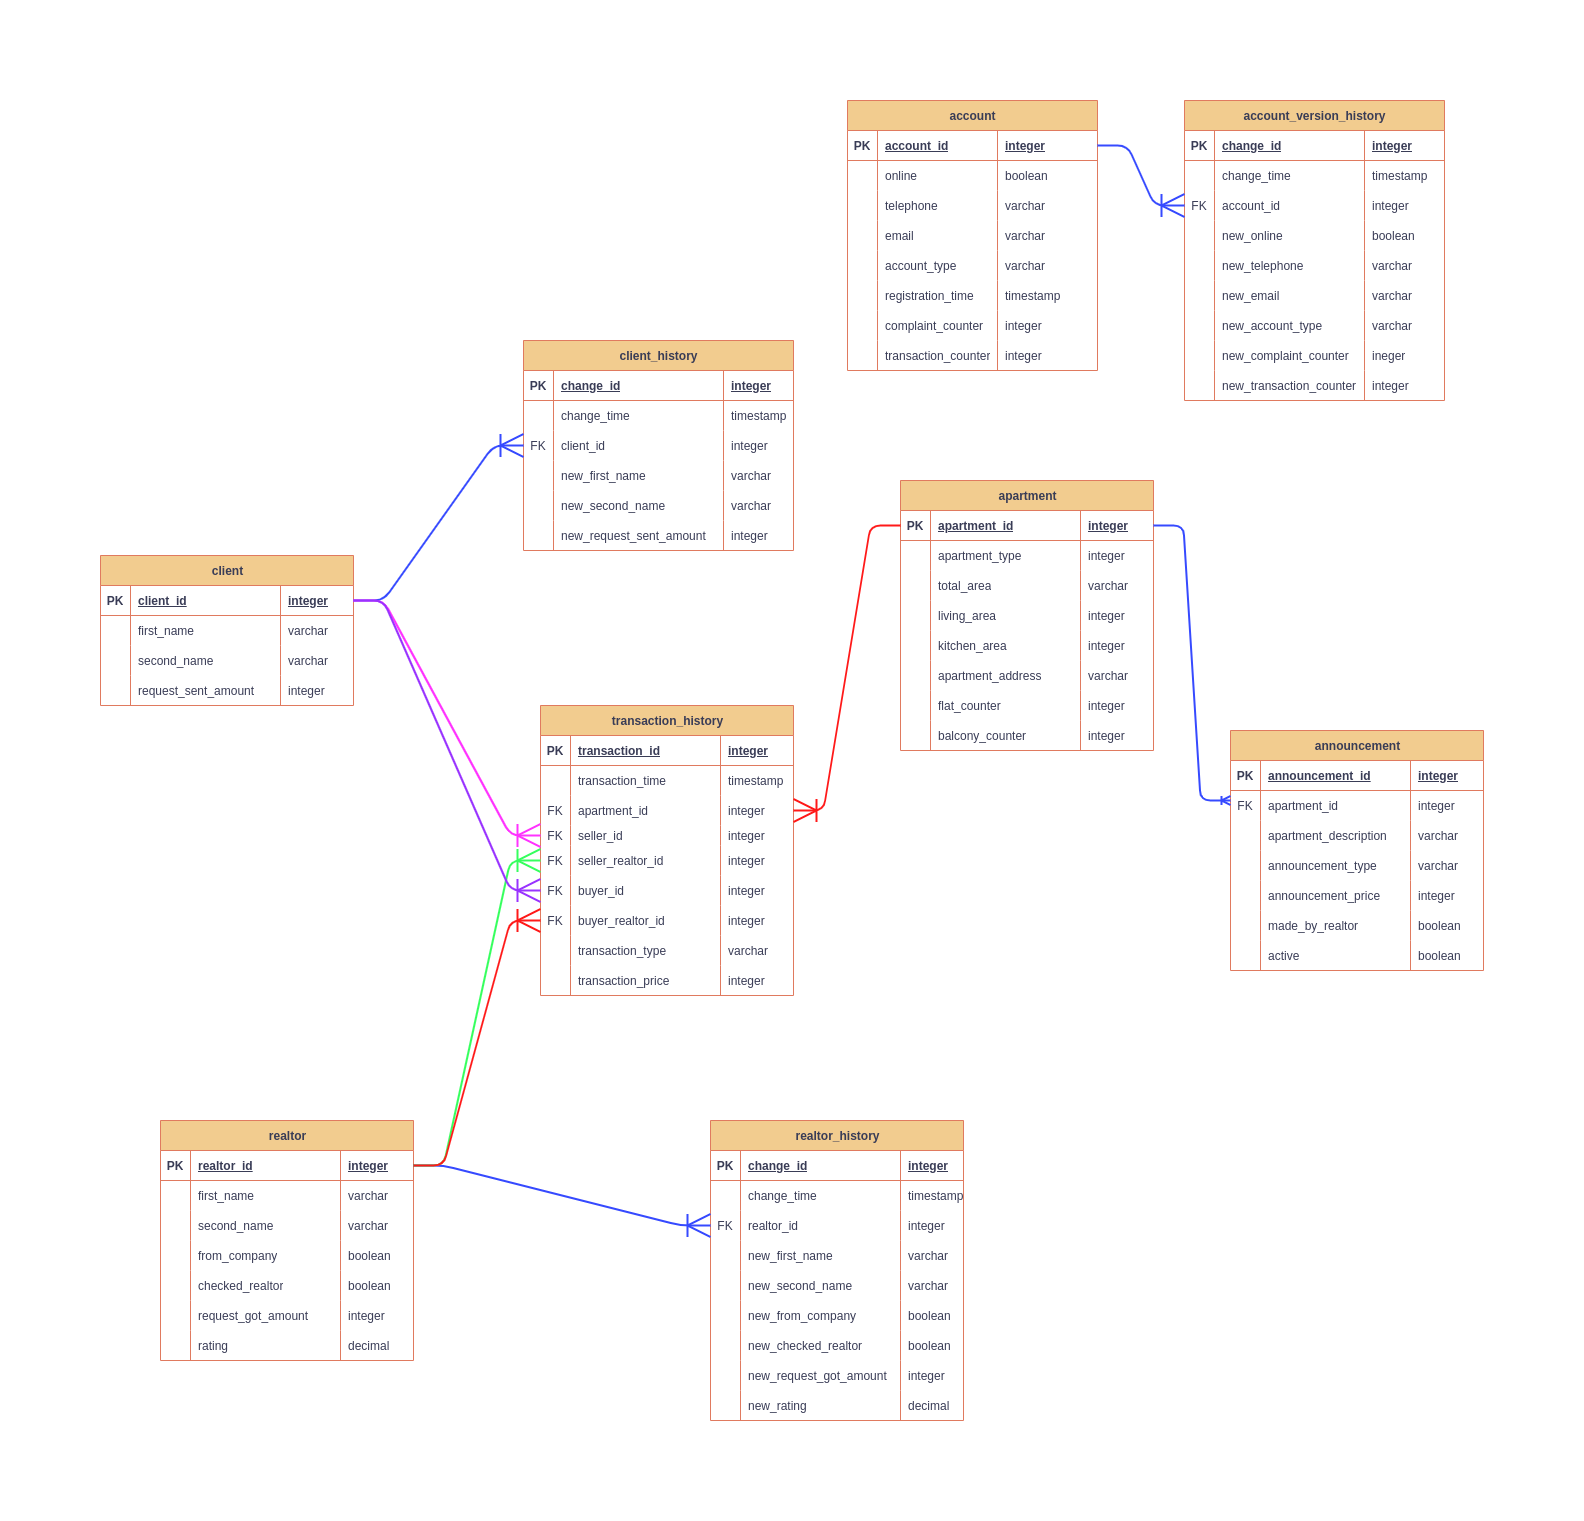 account
PK account_id integer
online boolean
telephone varchar
email varchar
account_type varchar
registration_time timestamp
complaint_counter integer
transaction_counter integer
account_version_history
PK change_id integer
change_time timestamp
FK account_id integer
new_online boolean
new_telephone varchar
new_email varchar
new_account_type varchar
new_complaint_counter ineger
new_transaction_counter integer
client_history
PK change_id integer
change_time timestamp
FK client_id integer
new_first_name varchar
new_second_name varchar
new_request_sent_amount integer
apartment
PK apartment_id integer
apartment_type integer
total_area varchar
living_area integer
kitchen_area integer
apartment_address varchar
flat_counter integer
balcony_counter integer
client
PK client_id integer
first_name varchar
second_name varchar
request_sent_amount integer
transaction_history
PK transaction_id integer
transaction_time timestamp
FK apartment_id integer
FK seller_id integer
FK seller_realtor_id integer
FK buyer_id integer
FK buyer_realtor_id integer
transaction_type varchar
transaction_price integer
announcement
PK announcement_id integer
FK apartment_id integer
apartment_description varchar
announcement_type varchar
announcement_price integer
made_by_realtor boolean
active boolean
realtor
PK realtor_id integer
first_name varchar
second_name varchar
from_company boolean
checked_realtor boolean
request_got_amount integer
rating decimal
realtor_history
PK change_id integer
change_time timestamp
FK realtor_id integer
new_first_name varchar
new_second_name varchar
new_from_company boolean
new_checked_realtor boolean
new_request_got_amount integer
new_rating decimal